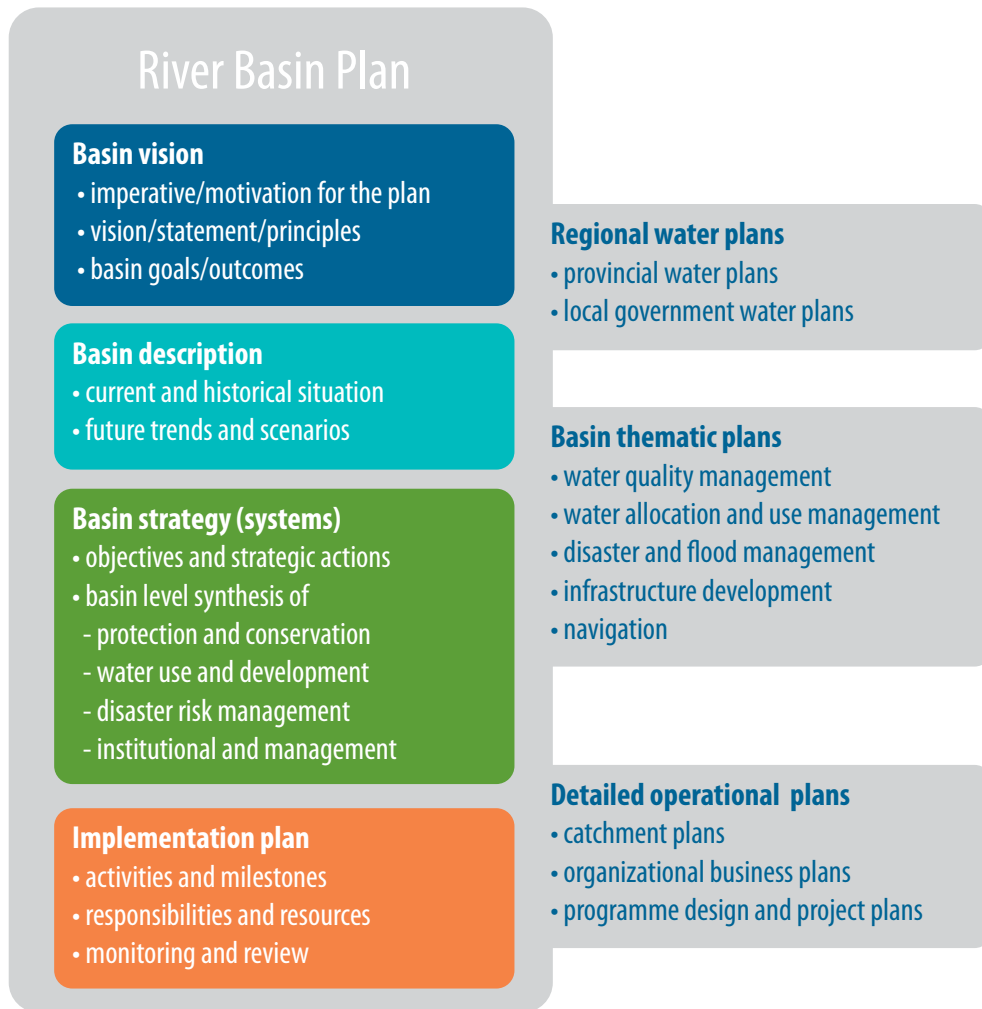 River Basin Plan
Basin vision
• imperative/motivation for the plan
• vision/statement/principles
• basin goals/outcomes
Basin description
• current and historical situation
• future trends and scenarios
Basin strategy (systems)
• objectives and strategic actions
• basin level synthesis of
- protection and conservation
- water use and development
- disaster risk management
- institutional and management
Implementation plan
• activities and milestones
• responsibilities and resources
• monitoring and review
Regional water plans
• provincial water plans
• local government water plans
Basin thematic plans
• water quality management
• water allocation and use management
• disaster and flood management
• infrastructure development
• navigation
Detailed operational plans
• catchment plans
• organizational business plans
• programme design and project plans